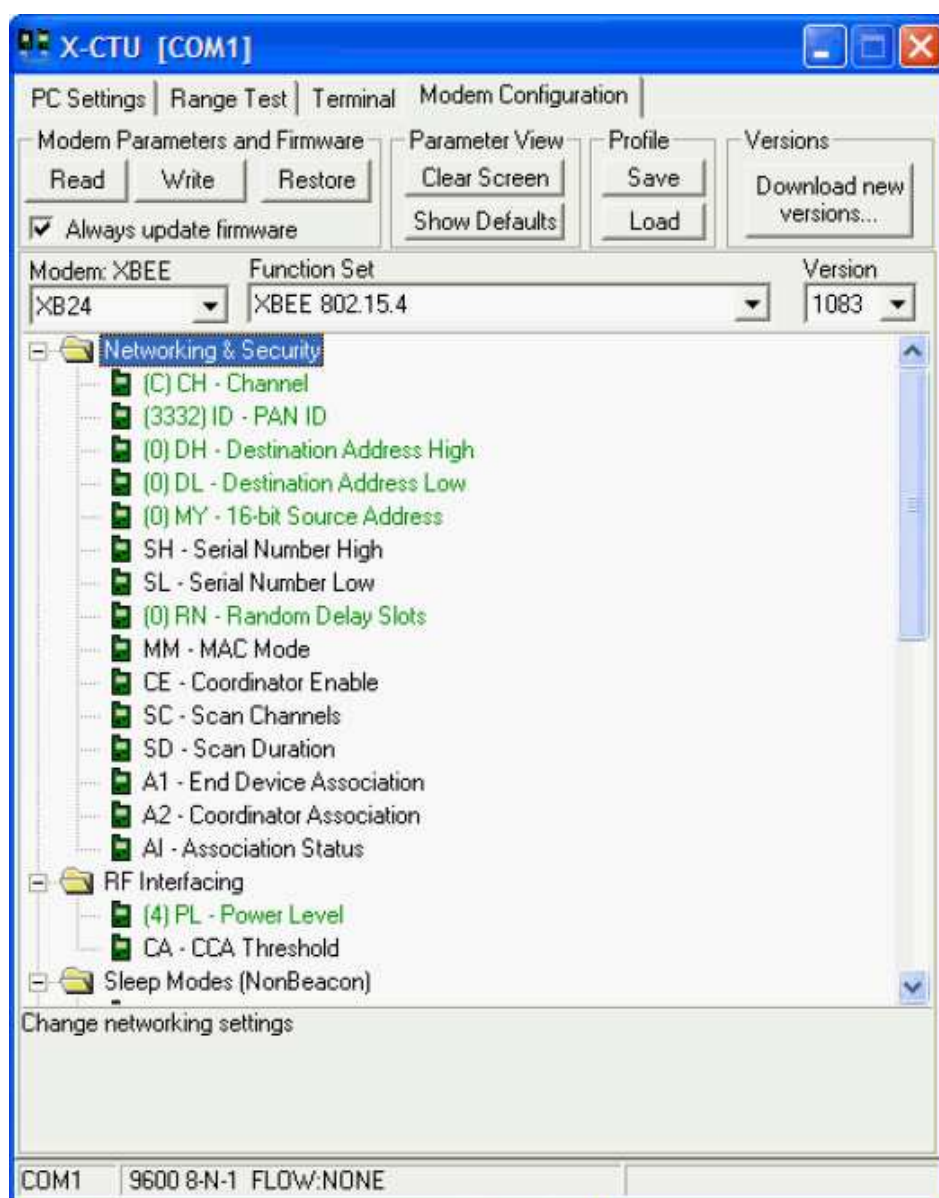 X-CTU [COM1]
PC Settings Range Test Terminal Modem Configuration
Modem Parameters and Firmware Parameter View Profile Versions
Read Write Restore Clear Screen Save Download new versions...
Always update firmware Show Defaults Load
Modem: XBEE Function Set Version
XB24 XBEE 802.15.4 1083
Networking & Security
(C) CH - Channel
(3332) ID - PAN ID
(0) DH - Destination Address High
(0) DL - Destination Address Low
(0) MY - 16-bit Source Address
SH - Serial Number High
SL - Serial Number Low
(0) RN - Random Delay Slots
MM - MAC Mode
CE - Coordinator Enable
SC - Scan Channels
SD - Scan Duration
A1 - End Device Association
A2 - Coordinator Association
AI - Association Status
RF Interfacing
(4) PL - Power Level
CA - CCA Threshold
Sleep Modes (NonBeacon)
Change networking settings
COM1 9600 8-N-1 FLOW:NONE